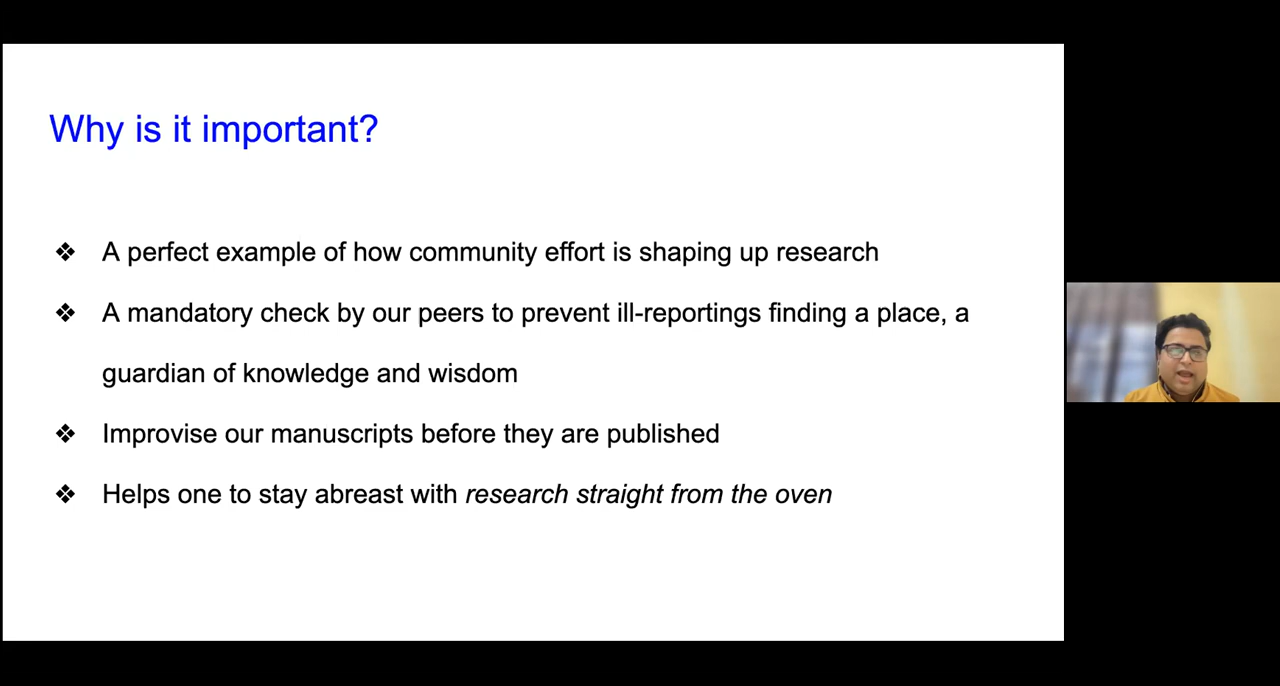 Why is it important?
❖ A perfect example of how community effort is shaping up research
❖ A mandatory check by our peers to prevent ill-reportings finding a place, a
guardian of knowledge and wisdom
❖ Improvise our manuscripts before they are published
❖ Helps one to stay abreast with research straight from the oven